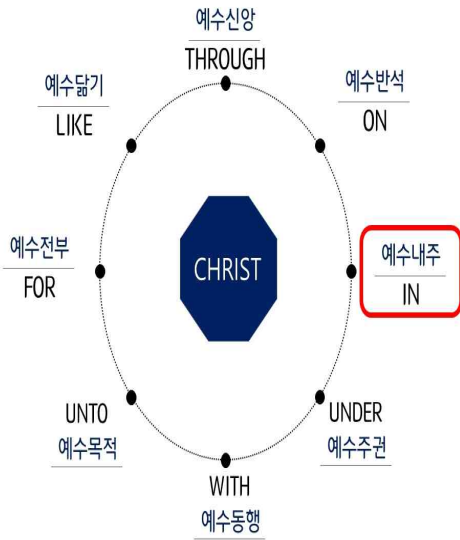 예수신앙
THROUGH
예수닮기
LIKE
예수반석
ON
예수전부
FOR
CHRIST
예수내주
IN
UNTO
예수목적
UNDER
예수주권
WITH
예수동행